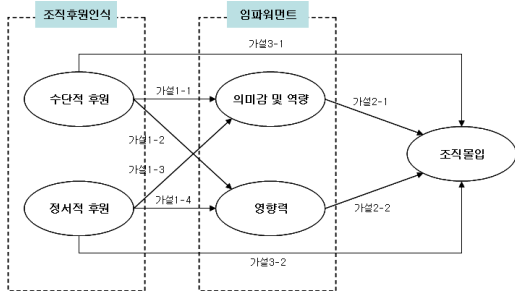 조직후원인식
임파워먼트
가설3-1
수단적 후원
가설1-1
의미감 및 역량
가설2-1
가설1-2
조직몰입
가설1-3
정서적 후원
가설1-4
영향력
가설2-2
가설3-2